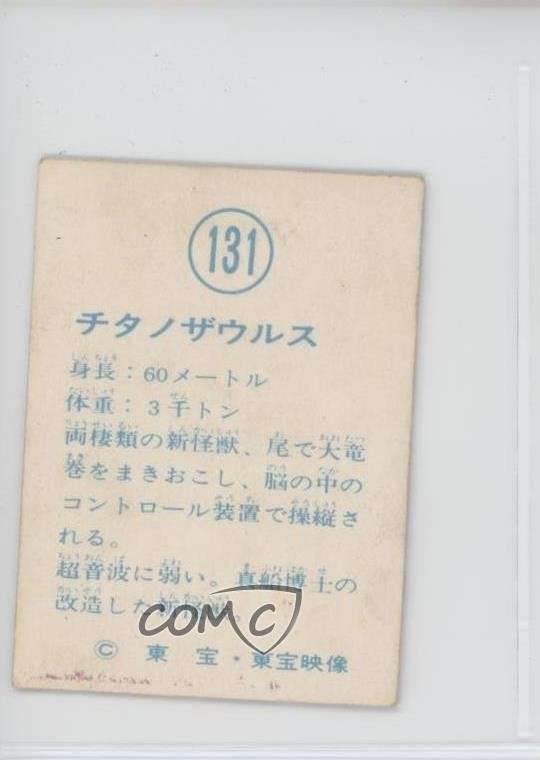 131
チタノザウルス
身長：60メートル
体重：3千トン
両棲類の新怪獣、尾で大竜
巻をまきおこし、脳の中の
コントロール装置で操縦さ
れる。
超音波に弱い。真船博士の
改造した新怪獣。
COMC
© 東宝・東宝映像